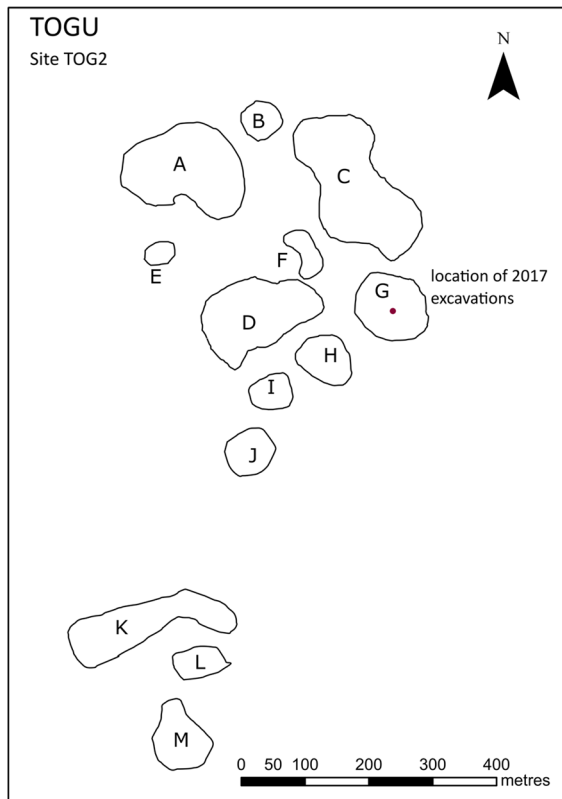 TOGU
Site TOG2
N
B
A
C
F
E
G
location of 2017
excavations
D
H
I
J
K
L
M
0 50 100 200 300 400
metres